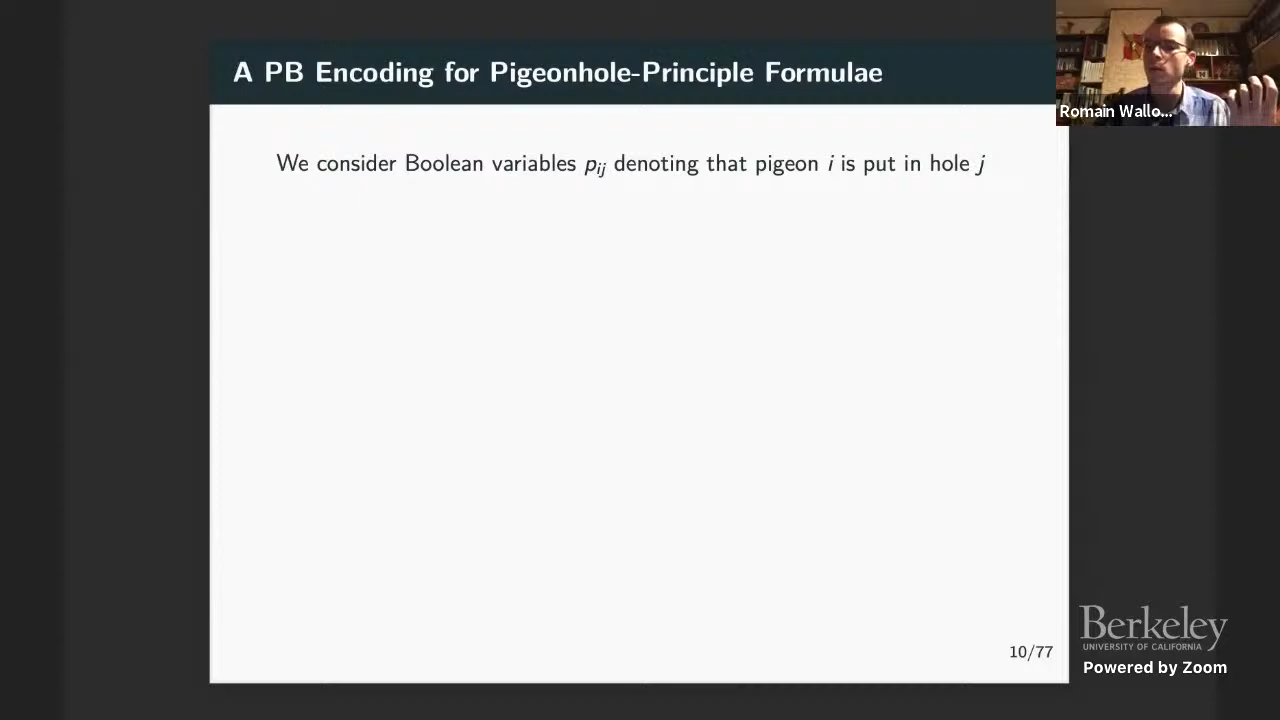 A PB Encoding for Pigeonhole-Principle Formulae
Romain Wallo...
We consider Boolean variables p_ij denoting that pigeon i is put in hole j
10/77
Berkeley
UNIVERSITY OF CALIFORNIA
Powered by Zoom